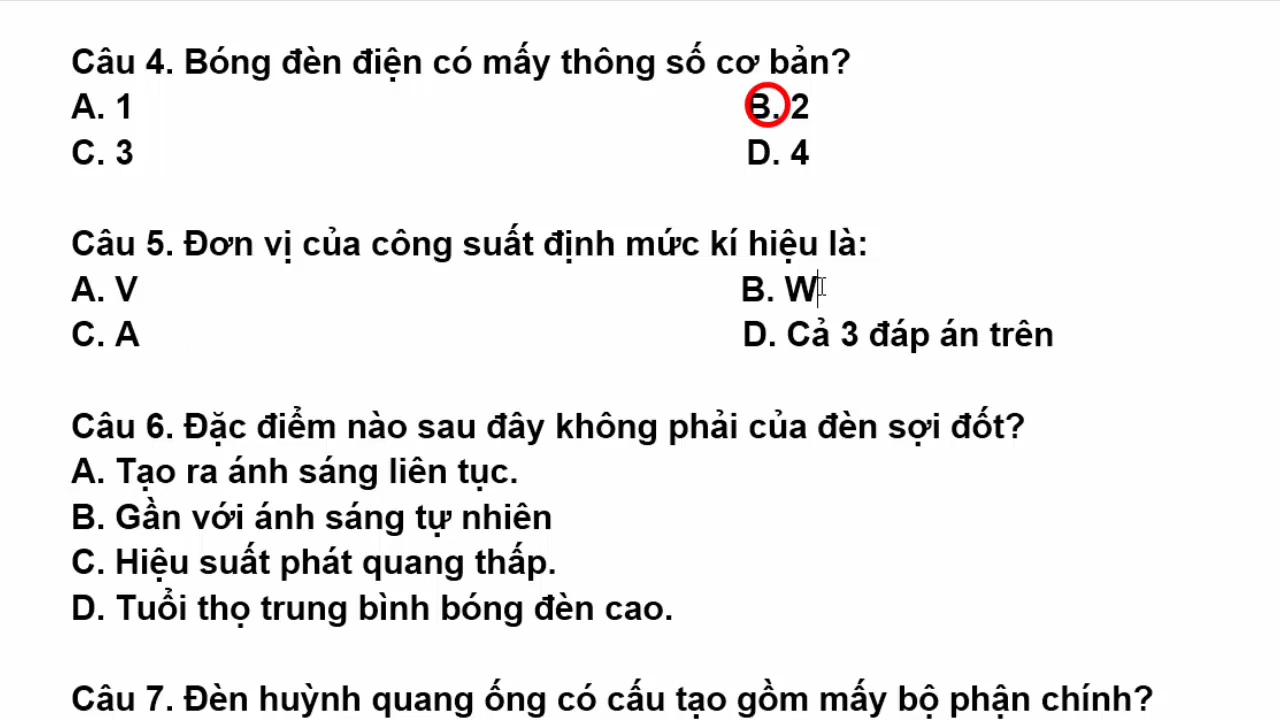 Câu 4. Bóng đèn điện có mấy thông số cơ bản?
A. 1 B. 2
C. 3 D. 4
Câu 5. Đơn vị của công suất định mức kí hiệu là:
A. V B. W
C. A D. Cả 3 đáp án trên
Câu 6. Đặc điểm nào sau đây không phải của đèn sợi đốt?
A. Tạo ra ánh sáng liên tục.
B. Gần với ánh sáng tự nhiên
C. Hiệu suất phát quang thấp.
D. Tuổi thọ trung bình bóng đèn cao.
Câu 7. Đèn huỳnh quang ống có cấu tạo gồm mấy bộ phận chính?